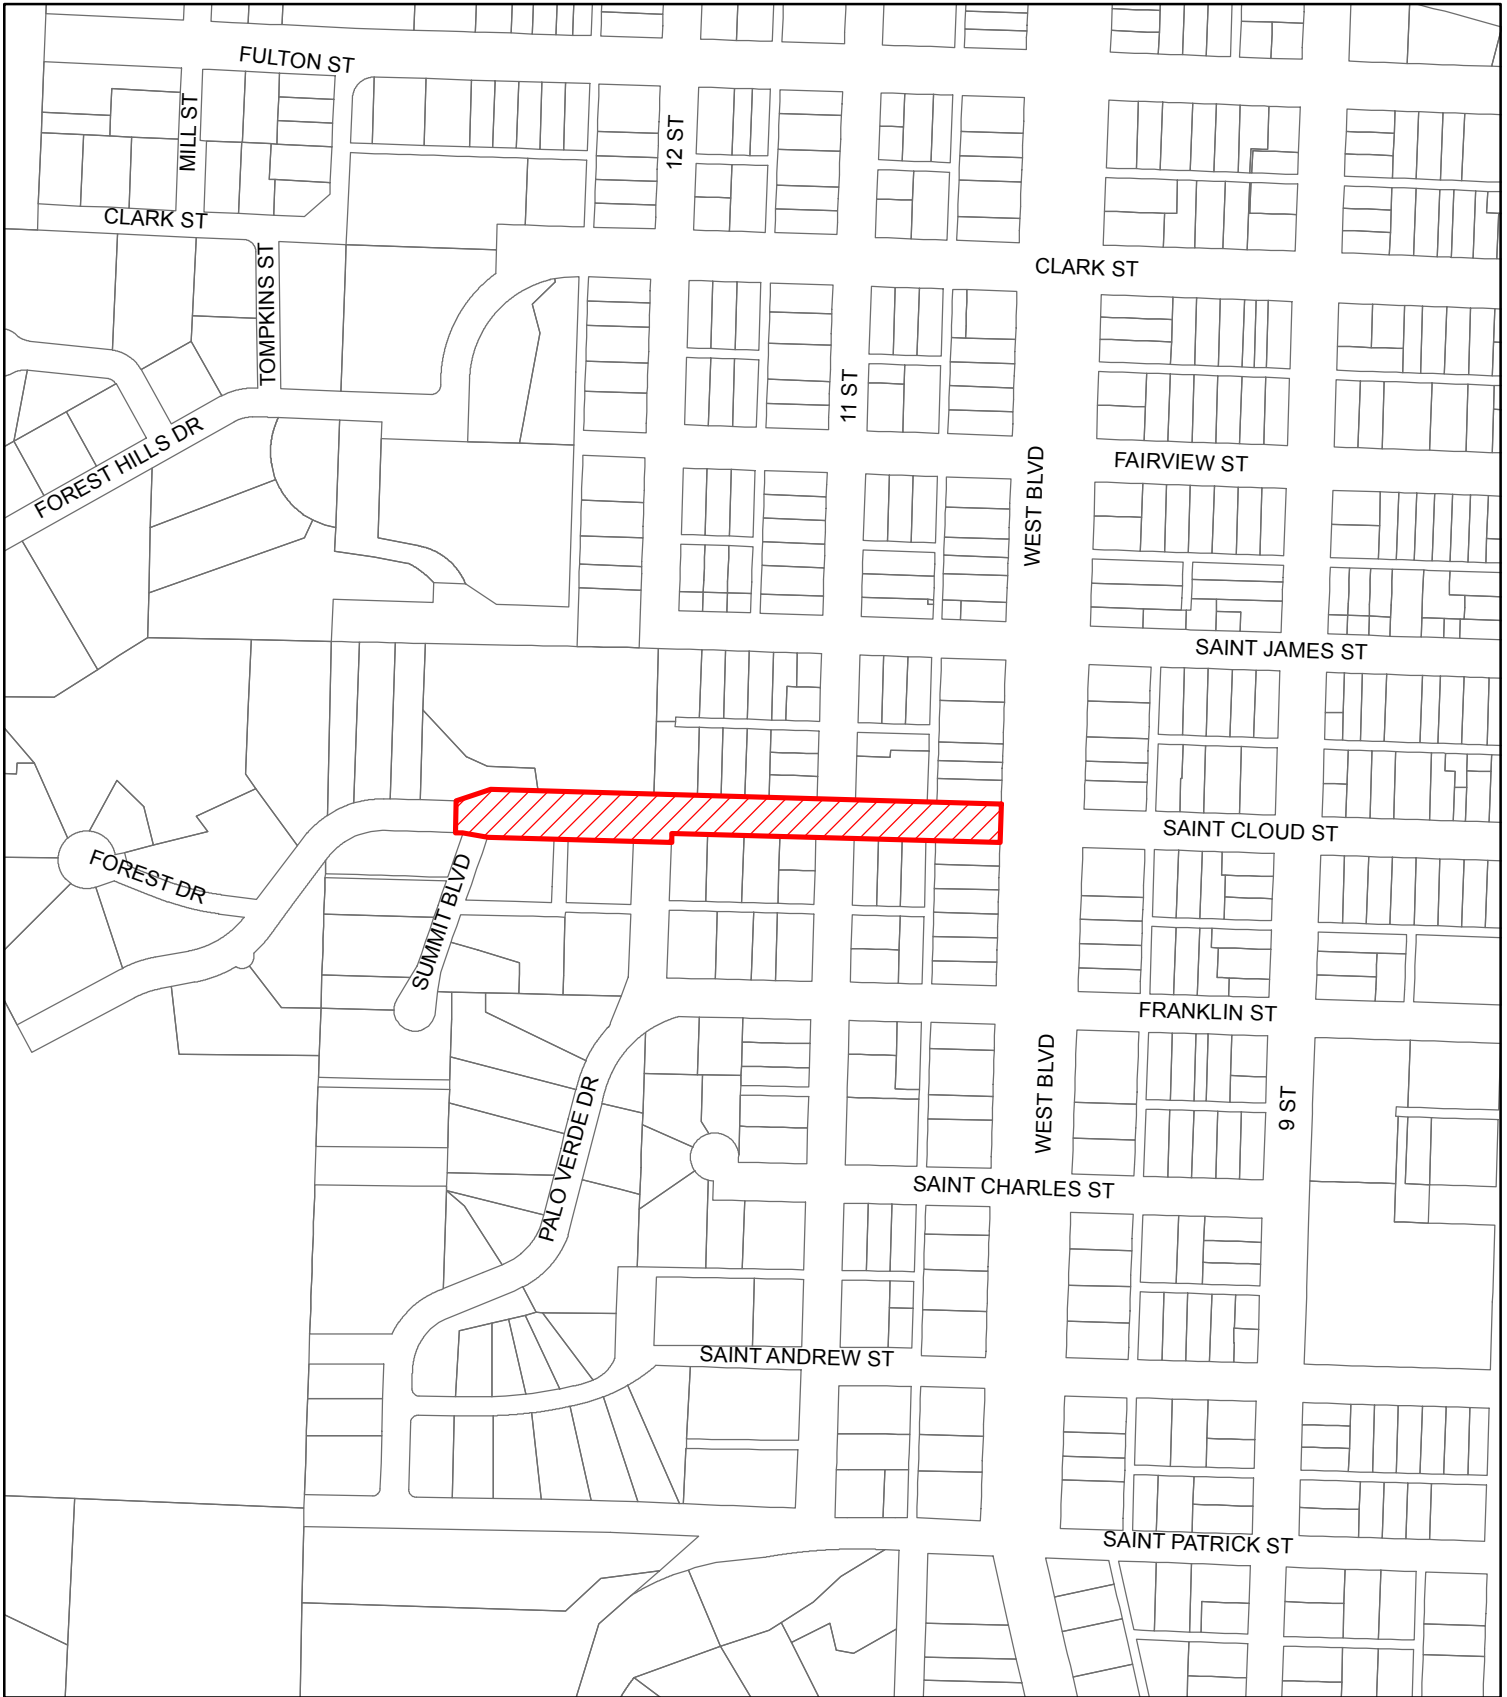 FULTON ST
MILL ST
12 ST
CLARK ST
TOMPKINS ST
CLARK ST
11 ST
FOREST HILLS DR
WEST BLVD
FAIRVIEW ST
SAINT JAMES ST
SAINT CLOUD ST
FOREST DR
SUMMIT BLVD
FRANKLIN ST
WEST BLVD
9 ST
PALO VERDE DR
SAINT CHARLES ST
SAINT ANDREW ST
SAINT PATRICK ST